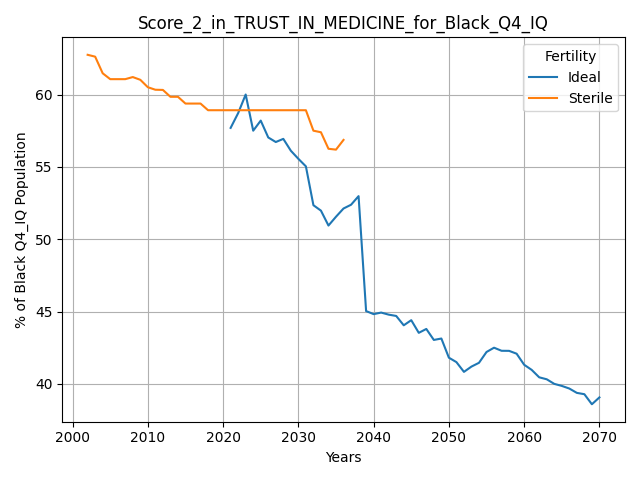 Score_2_in_TRUST_IN_MEDICINE_for_Black_Q4_IQ
Fertility
Ideal
Sterile
% of Black Q4_IQ Population
60
55
50
45
40
2000 2010 2020 2030 2040 2050 2060 2070
Years